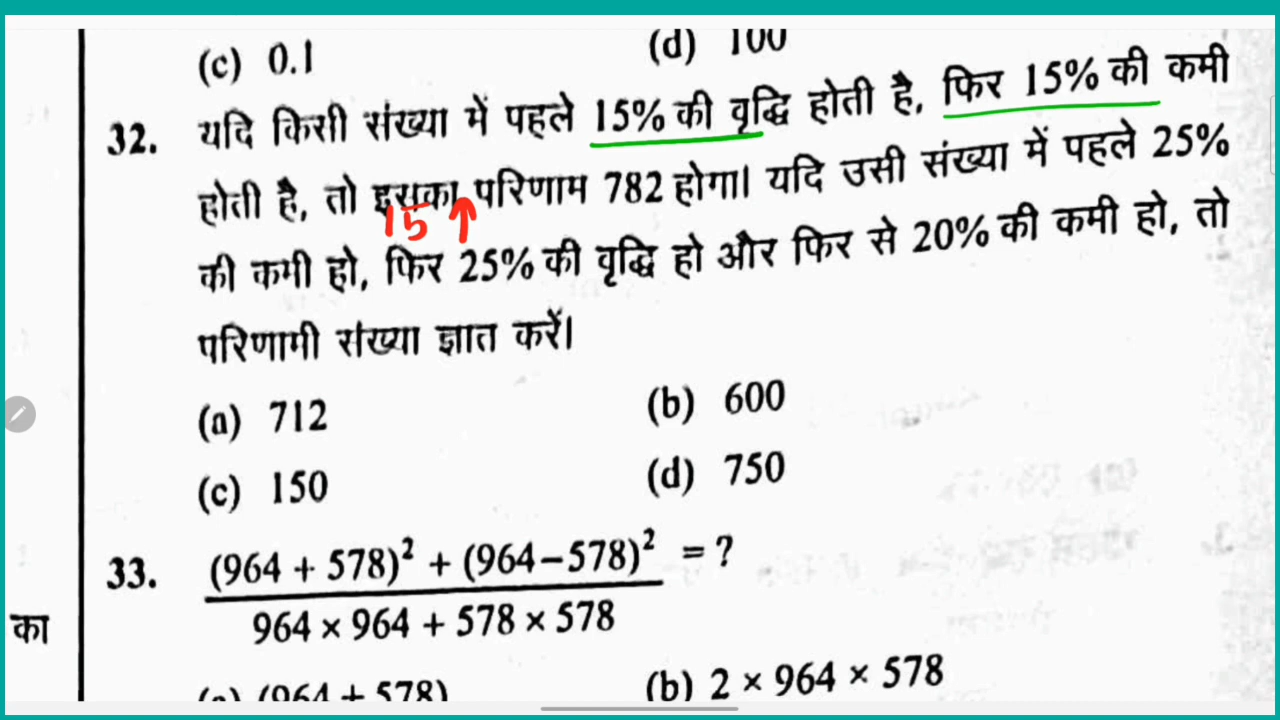 (c) 0.1 (d) 100
32. यदि किसी संख्या में पहले 15% की वृद्धि होती है, फिर 15% की कमी
होती है, तो इसका परिणाम 782 होगा। यदि उसी संख्या में पहले 25%
15 ↑
की कमी हो, फिर 25% की वृद्धि हो और फिर से 20% की कमी हो, तो
परिणामी संख्या ज्ञात करें।
(a) 712 (b) 600
(c) 150 (d) 750
33. (964 + 578)² + (964 – 578)² = ?
964 × 964 + 578 × 578
का
(a) (964 + 578) (b) 2 × 964 × 578